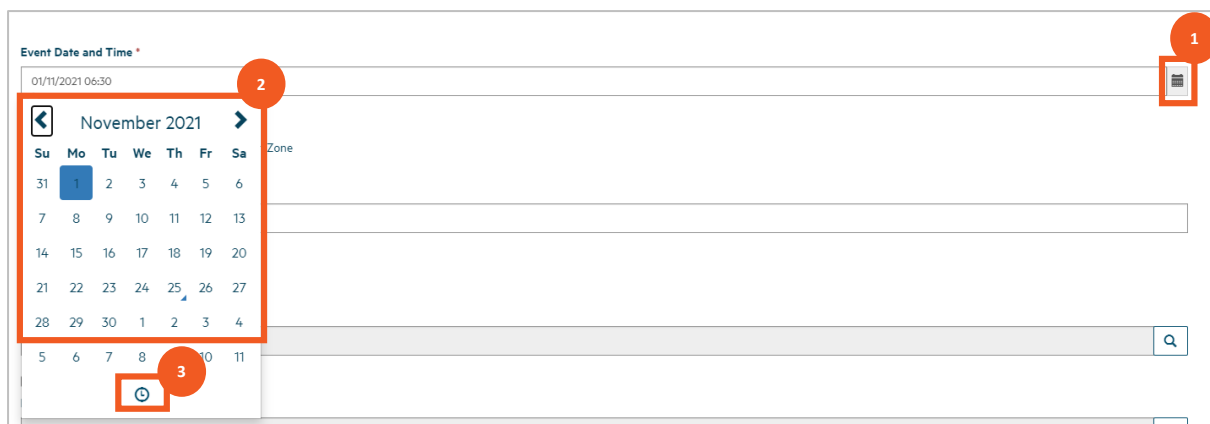 1
Event Date and Time *
01/11/2021 06:30
2
November 2021
Su Mo Tu We Th Fr Sa
Zone
31 1 2 3 4 5 6
7 8 9 10 11 12 13
14 15 16 17 18 19 20
21 22 23 24 25 26 27
28 29 30 1 2 3 4
5 6 7 8 10 11
3